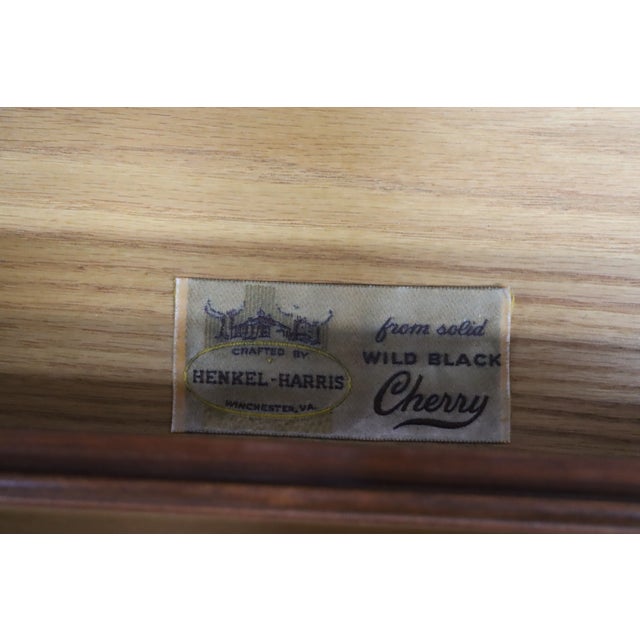 CRAFTED BY
HENKEL-HARRIS
WINCHESTER, VA.
from solid
WILD BLACK
Cherry